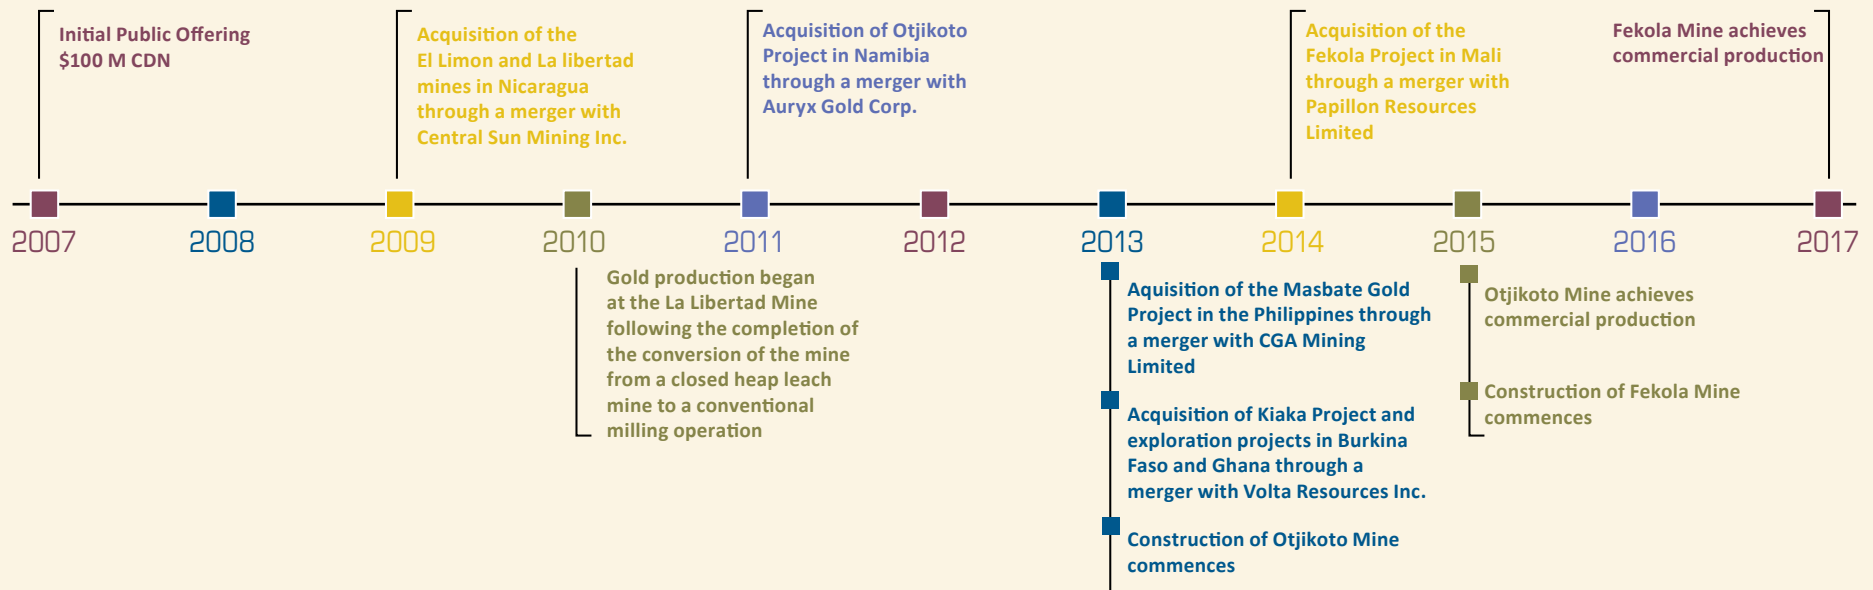 Initial Public Offering
$100 M CDN
Acquisition of the
El Limon and La libertad
mines in Nicaragua
through a merger with
Central Sun Mining Inc.
Acquisition of Otjikoto
Project in Namibia
through a merger with
Auryx Gold Corp.
Acquisition of the
Fekola Project in Mali
through a merger with
Papillon Resources
Limited
Fekola Mine achieves
commercial production
2007 2008 2009 2010 2011 2012 2013 2014 2015 2016 2017
Gold production began
at the La Libertad Mine
following the completion of
the conversion of the mine
from a closed heap leach
mine to a conventional
milling operation
Aquisition of the Masbate Gold
Project in the Philippines through
a merger with CGA Mining
Limited
Acquisition of Kiaka Project and
exploration projects in Burkina
Faso and Ghana through a
merger with Volta Resources Inc.
Construction of Otjikoto Mine
commences
Otjikoto Mine achieves
commercial production
Construction of Fekola Mine
commences